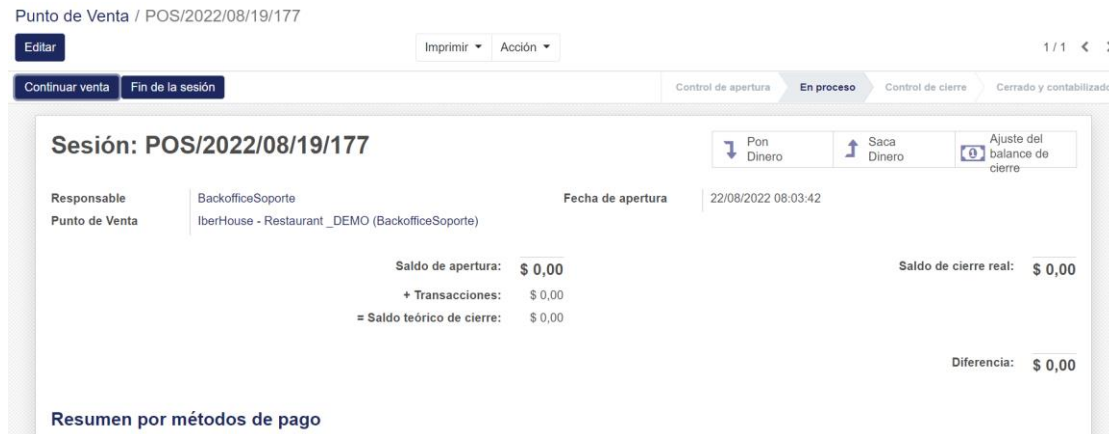 Punto de Venta / POS/2022/08/19/177
Editar Imprimir Acción 1 / 1
Continuar venta Fin de la sesión Control de apertura En proceso Control de cierre Cerrado y contabilizado
Sesión: POS/2022/08/19/177
Pon Dinero
Saca Dinero
Ajuste del balance de cierre
Responsable BackofficeSoporte Fecha de apertura 22/08/2022 08:03:42
Punto de Venta IberHouse - Restaurant _DEMO (BackofficeSoporte)
Saldo de apertura: $ 0,00 Saldo de cierre real: $ 0,00
+ Transacciones: $ 0,00
= Saldo teórico de cierre: $ 0,00
Diferencia: $ 0,00
Resumen por métodos de pago